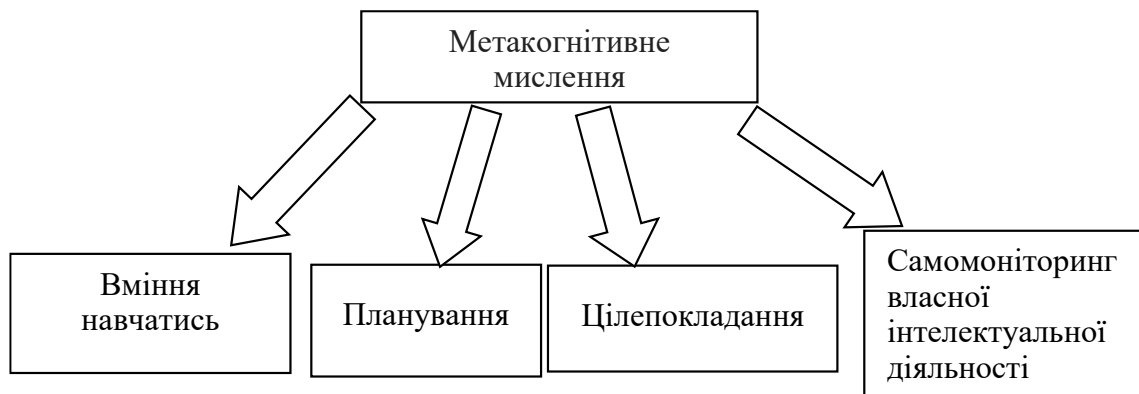 Метакогнітивне
мислення
Вміння
навчатись
Планування
Цілепокладання
Самомоніторинг
власної
інтелектуальної
діяльності